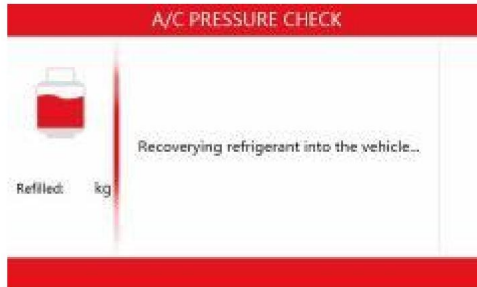 A/C PRESSURE CHECK
Recoverying refrigerant into the vehicle...
Refilled: kg